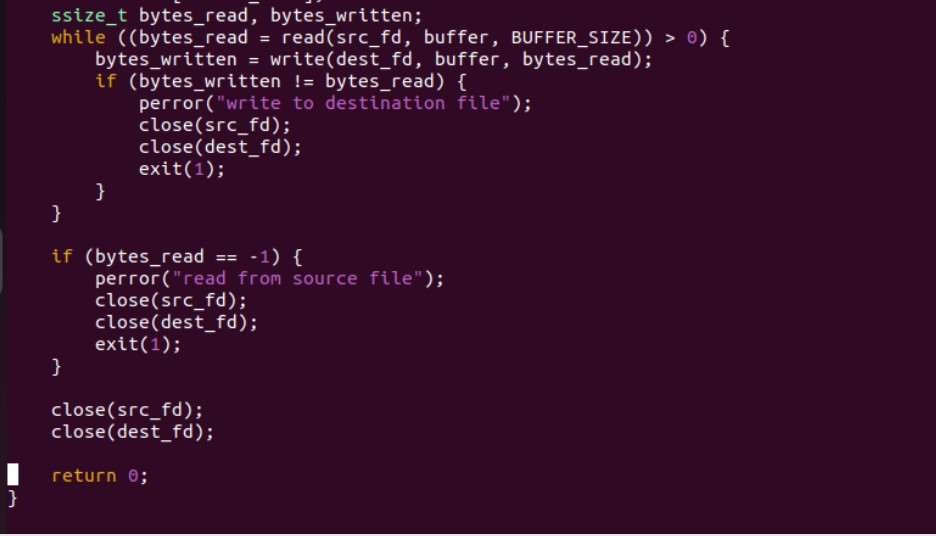 ssize_t bytes_read, bytes_written;
    while ((bytes_read = read(src_fd, buffer, BUFFER_SIZE)) > 0) {
        bytes_written = write(dest_fd, buffer, bytes_read);
        if (bytes_written != bytes_read) {
            perror("write to destination file");
            close(src_fd);
            close(dest_fd);
            exit(1);
        }
    }

    if (bytes_read == -1) {
        perror("read from source file");
        close(src_fd);
        close(dest_fd);
        exit(1);
    }

    close(src_fd);
    close(dest_fd);

    return 0;
}